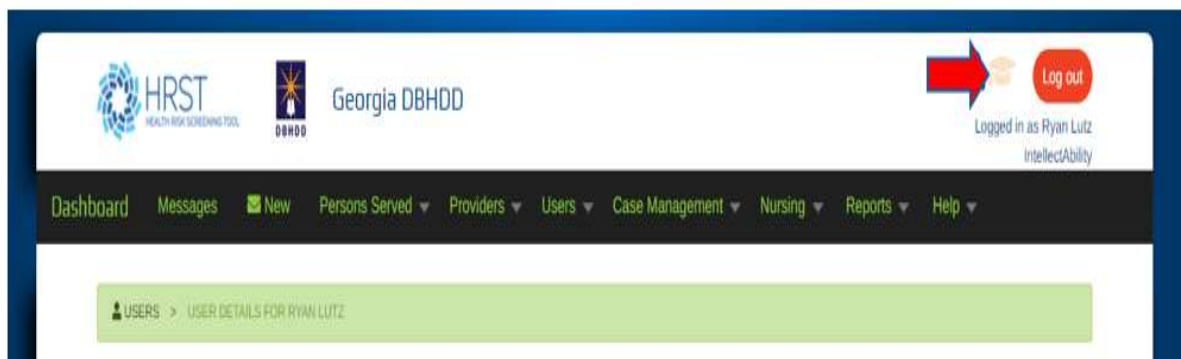 HRST
HEALTH RISK SCREENING TOOL
DBHDD
Georgia DBHDD
Log out
Logged in as Ryan Lutz
IntellectAbility
Dashboard Messages New Persons Served Providers Users Case Management Nursing Reports Help
USERS > USER DETAILS FOR RYAN LUTZ